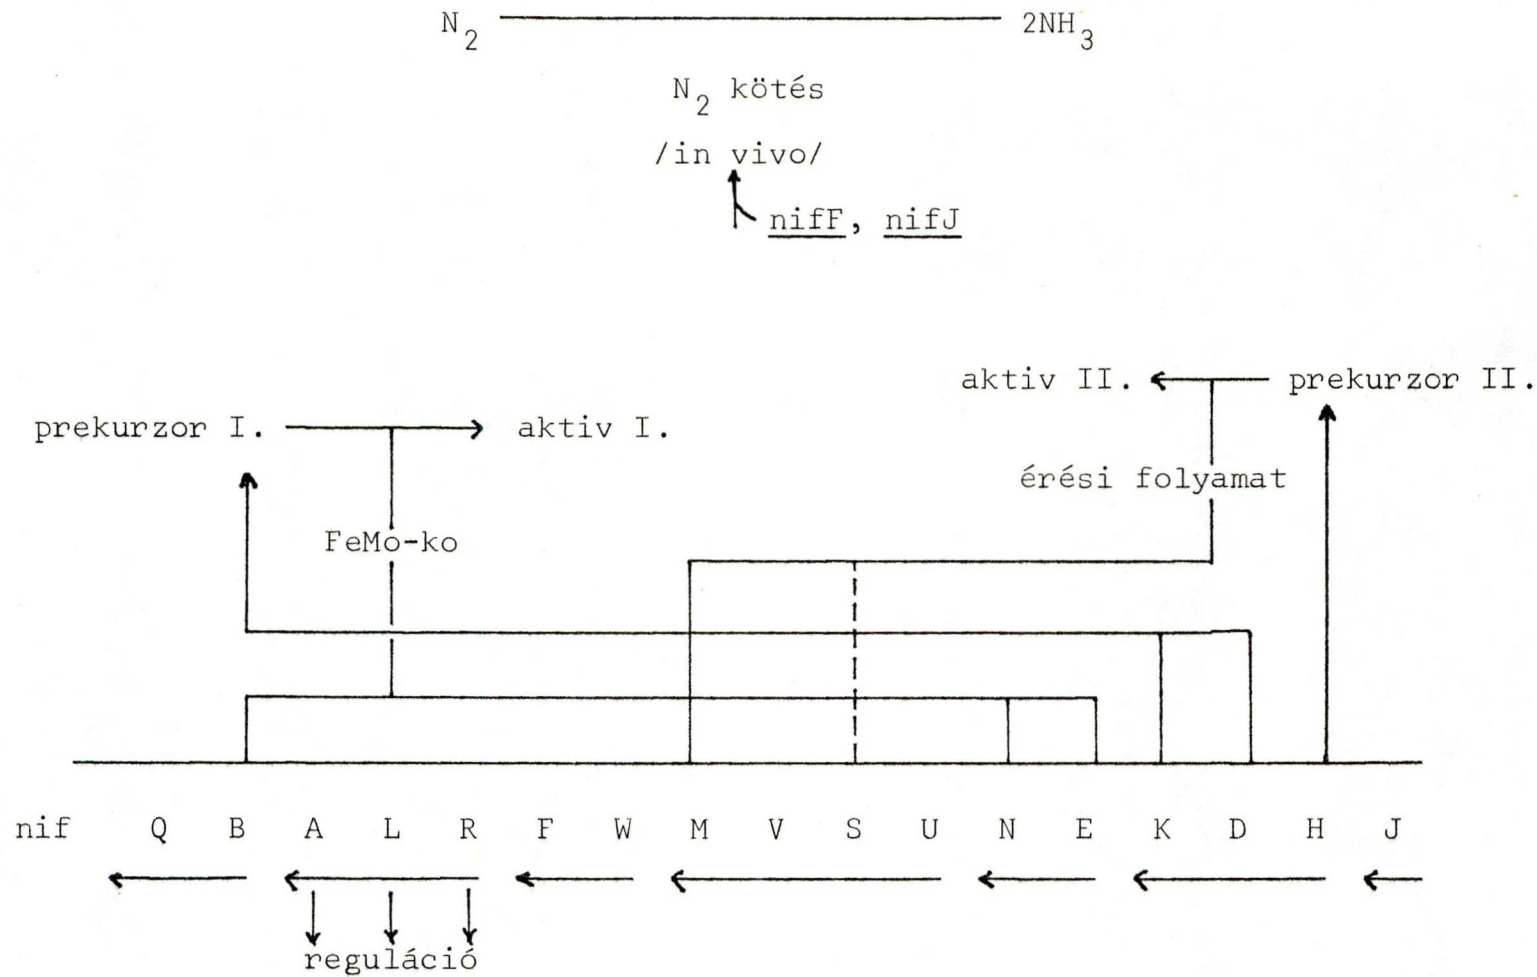 N2 2NH3
N2 kötés
/in vivo/
nifF, nifJ
aktiv II. prekurzor II.
prekurzor I. aktiv I.
érési folyamat
FeMo-ko
nif Q B A L R F W M V S U N E K D H J
reguláció